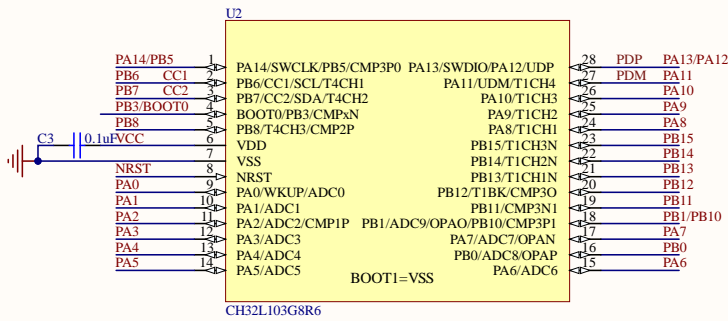 U2
PA14/PB5 1 PA14/SWCLK/PB5/CMP3P0 PA13/SWDIO/PA12/UDP 28 PDP PA13/PA12
PB6 CC1 2 PB6/CC1/SCL/T4CH1 PA11/UDM/T1CH4 27 PDM PA11
PB7 CC2 3 PB7/CC2/SDA/T4CH2 PA10/T1CH3 26 PA10
PB3/BOOT0 4 BOOT0/PB3/CMPxN PA9/T1CH2 25 PA9
PB8 5 PB8/T4CH3/CMP2P PA8/T1CH1 24 PA8
C3 0.1uF VCC 6 VDD PB15/T1CH3N 23 PB15
7 VSS PB14/T1CH2N 22 PB14
NRST 8 NRST PB13/T1CH1N 21 PB13
PA0 9 PA0/WKUP/ADC0 PB12/T1BK/CMP3O 20 PB12
PA1 10 PA1/ADC1 PB11/CMP3N1 19 PB11
PA2 11 PA2/ADC2/CMP1P PB1/ADC9/OPAO/PB10/CMP3P1 18 PB1/PB10
PA3 12 PA3/ADC3 PA7/ADC7/OPAN 17 PA7
PA4 13 PA4/ADC4 PB0/ADC8/OPAP 16 PB0
PA5 14 PA5/ADC5 PA6/ADC6 15 PA6
BOOT1=VSS
CH32L103G8R6